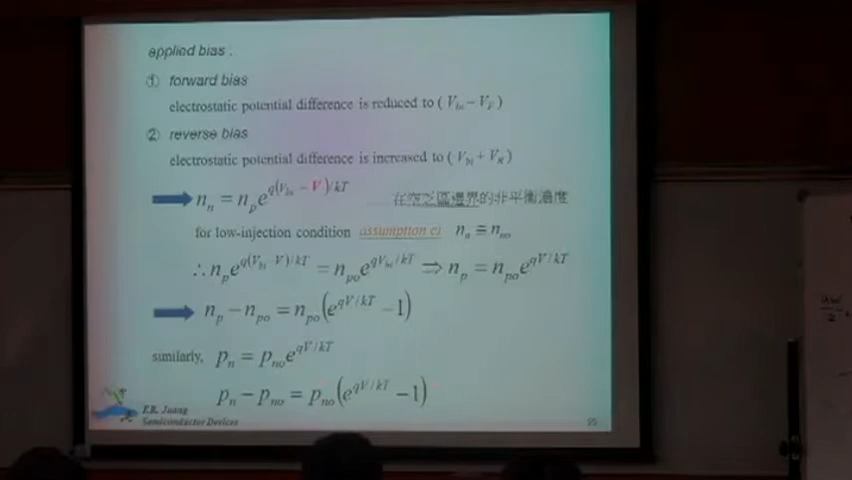 applied bias :
① forward bias
electrostatic potential difference is reduced to ( V_bi − V_F )
② reverse bias
electrostatic potential difference is increased to ( V_bi + V_R )
n_n = n_p e^{q(V_bi − V)/kT} 在空乏區邊界的非平衡濃度
for low-injection condition assumption c) n_n ≅ n_no
∴ n_p e^{q(V_bi−V)/kT} = n_po e^{qV_bi/kT} ⇒ n_p = n_po e^{qV/kT}
n_p − n_po = n_po (e^{qV/kT} − 1)
similarly, p_n = p_no e^{qV/kT}
p_n − p_no = p_no (e^{qV/kT} − 1)
F.R. Juang
Semiconductor Devices